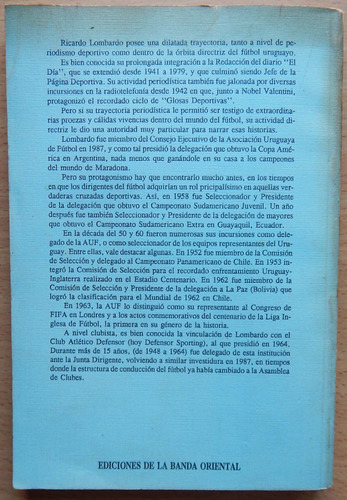 Ricardo Lombardo posee una dilatada trayectoria, tanto a nivel de pe-
riodismo deportivo como dentro de la órbita directriz del fútbol uruguayo.
Es bien conocida su prolongada integración a la Redacción del diario "El
Día", que se extendió desde 1941 a 1979, y que culminó siendo Jefe de la
Página Deportiva. Su actividad periodística también fue jalonada por diversas
incursiones en la radiotelefonía desde 1942 en que, junto a Nobel Valentini,
protagonizó el recordado ciclo de "Glosas Deportivas".
Pero si su trayectoria periodística le permitió ser testigo de extraordina-
rias proezas y cálidas vivencias dentro del mundo del fútbol, su actividad di-
rectriz le dio una autoridad muy particular para narrar esas historias.
Lombardo fue miembro del Consejo Ejecutivo de la Asociación Uruguaya
de Fútbol en 1987, y como tal presidió la delegación que obtuvo la Copa Amé-
rica en Argentina, nada menos que ganándole en su casa a los campeones
del mundo de Maradona.
Pero su protagonismo hay que encontrarlo mucho antes, en los tiempos
en que los dirigentes del fútbol adquirían un rol pricipalísimo en aquellas ver-
daderas cruzadas deportivas. Así, en 1958 fue Seleccionador y Presidente
de la delegación que obtuvo el Campeonato Sudamericano Juvenil. Un año
después fue también Seleccionador y Presidente de la delegación de mayores
que obtuvo el Campeonato Sudamericano Extra en Guayaquil, Ecuador.
En la década del 50 y 60 fueron numerosas sus incursiones como delega-
do de la AUF, o como seleccionador de los equipos representantes del Uru-
guay. Entre ellas, vale destacar algunas. En 1952 fue miembro de la Comisión
de Selección y delegado al Campeonato Panamericano de Chile. En 1953 in-
tegró la Comisión de Selección para el recordado enfrentamiento Uruguay-
Inglaterra realizado en el Estadio Centenario. En 1962 fue miembro de la
Comisión de Selección y Presidente de la delegación a La Paz (Bolivia) que
logró la clasificación para el Mundial de 1962 en Chile.
En 1963, la AUF lo distinguió como su representante al Congreso de
FIFA en Londres y a los actos conmemorativos del centenario de la Liga In-
glesa de Fútbol, la primera en su género de la historia.
A nivel clubista, es bien conocida la vinculación de Lombardo con el
Club Atlético Defensor (hoy Defensor Sporting), al que presidió en 1964.
Durante más de 15 años, (de 1948 a 1964) fue delegado de esta institución
ante la Junta Dirigente, volviendo a similar investidura en 1987, en tiempos
donde la estructura de conducción del fútbol ya había cambiado a la Asamblea
de Clubes.
EDICIONES DE LA BANDA ORIENTAL